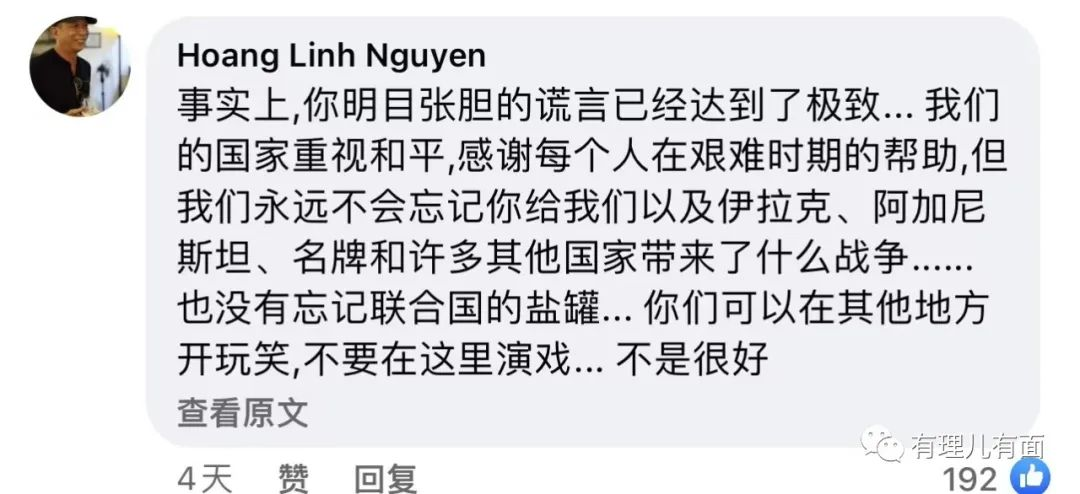 Hoang Linh Nguyen
事实上,你明目张胆的谎言已经达到了极致... 我们
的国家重视和平,感谢每个人在艰难时期的帮助,但
我们永远不会忘记你给我们以及伊拉克、阿加尼
斯坦、名牌和许多其他国家带来了什么战争......
也没有忘记联合国的盐罐... 你们可以在其他地方
开玩笑,不要在这里演戏... 不是很好
查看原文
有理儿有面
4天 赞 回复 192